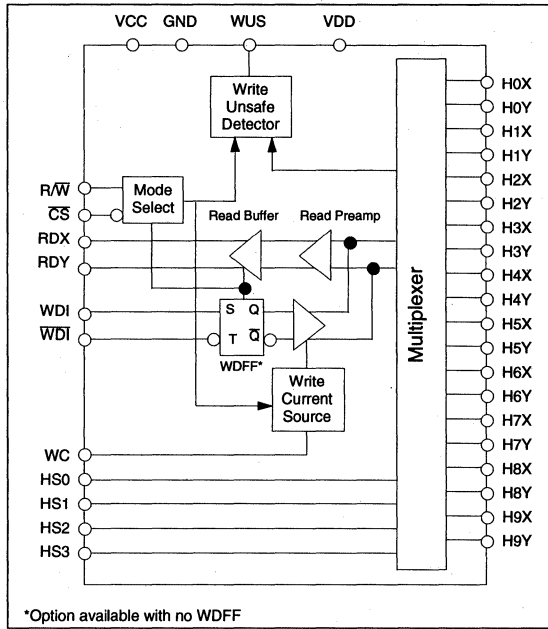 VCC GND WUS VDD
Write
Unsafe
Detector
R/W̅
C̅S̅
RDX
RDY
WDI
W̅D̅I̅
WC
HS0
HS1
HS2
HS3
Mode
Select
Read Buffer
Read Preamp
S Q
T Q̅
WDFF*
Write
Current
Source
Multiplexer
H0X
H0Y
H1X
H1Y
H2X
H2Y
H3X
H3Y
H4X
H4Y
H5X
H5Y
H6X
H6Y
H7X
H7Y
H8X
H8Y
H9X
H9Y
*Option available with no WDFF